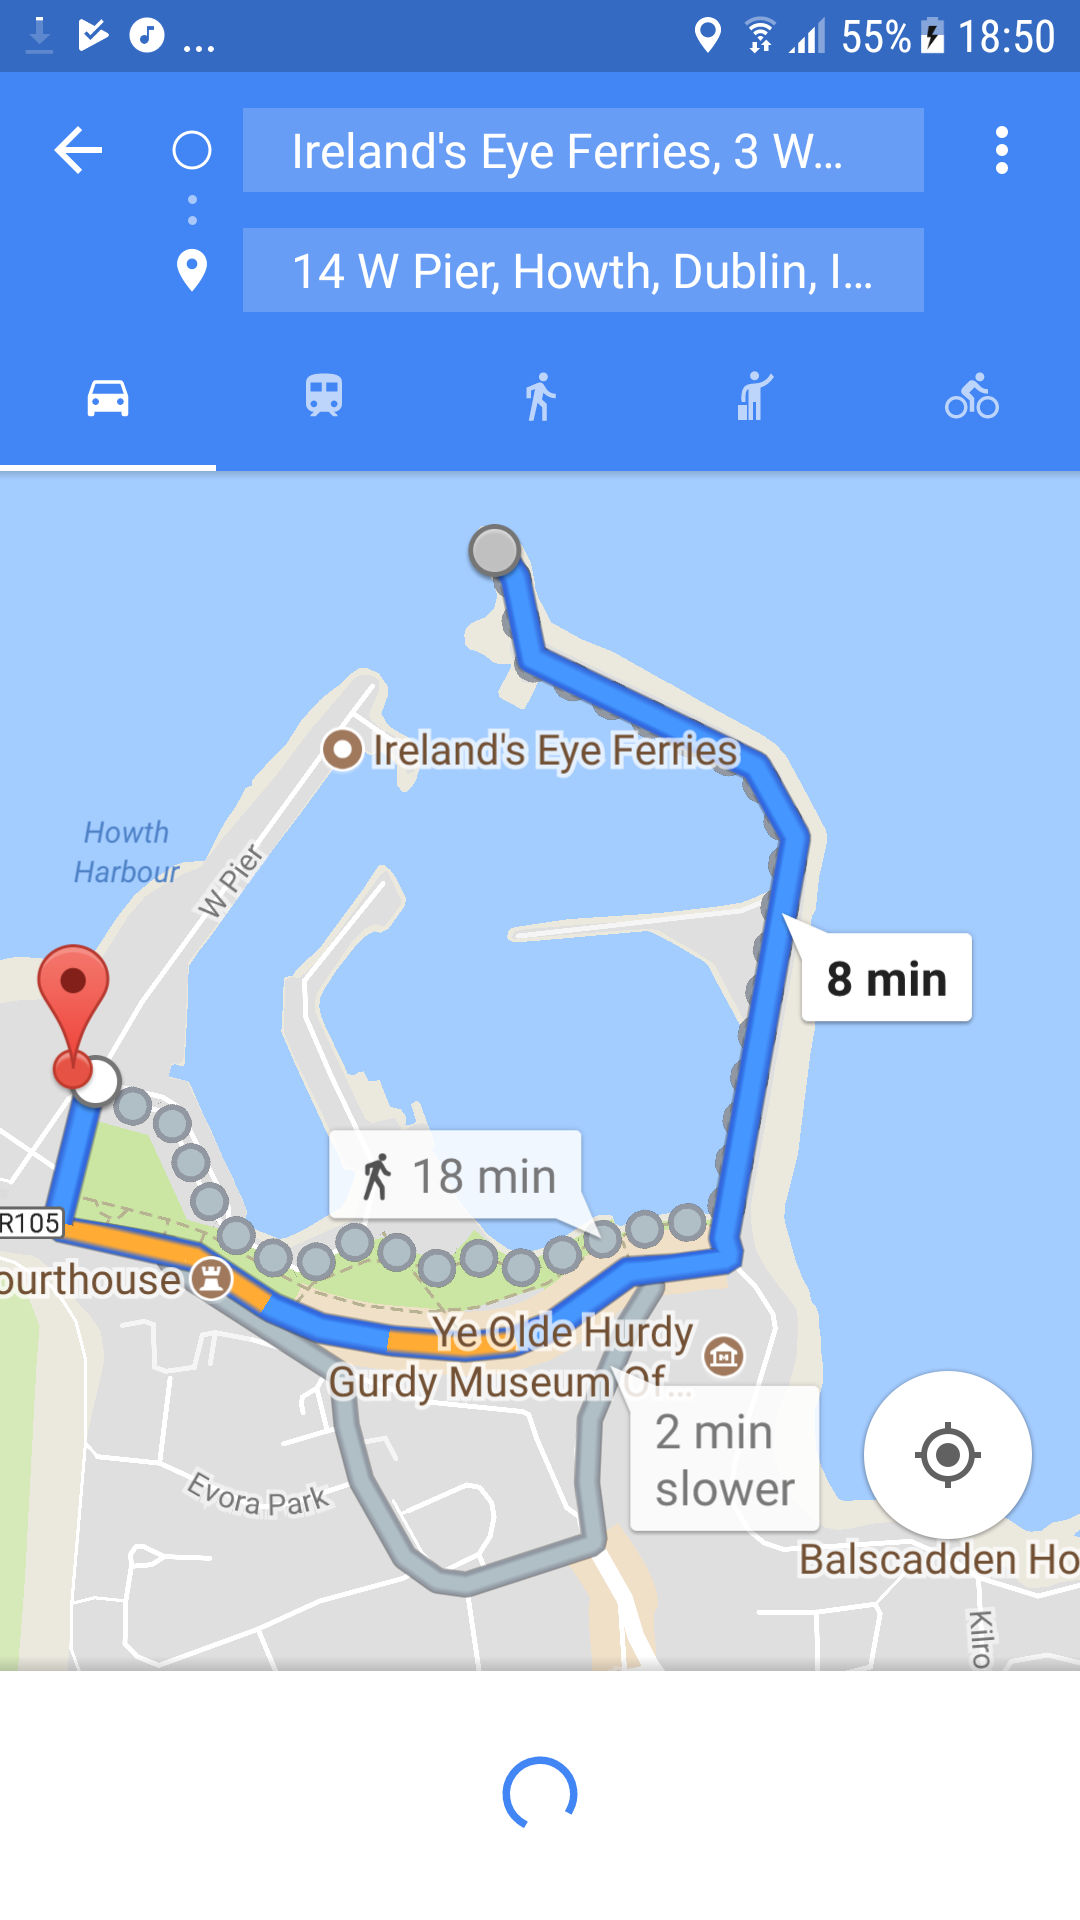 ... 55% 18:50
Ireland's Eye Ferries, 3 W...
14 W Pier, Howth, Dublin, I...
Ireland's Eye Ferries
Howth
Harbour
W Pier
8 min
18 min
R105
ourthouse
Ye Olde Hurdy
Gurdy Museum Of...
2 min
slower
Evora Park
Balscadden Ho
Kilro